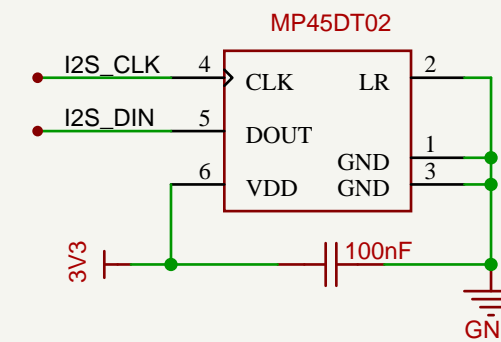 MP45DT02
I2S_CLK 4 CLK LR 2
I2S_DIN 5 DOUT
GND 1
6 VDD GND 3
3V3 100nF
GN